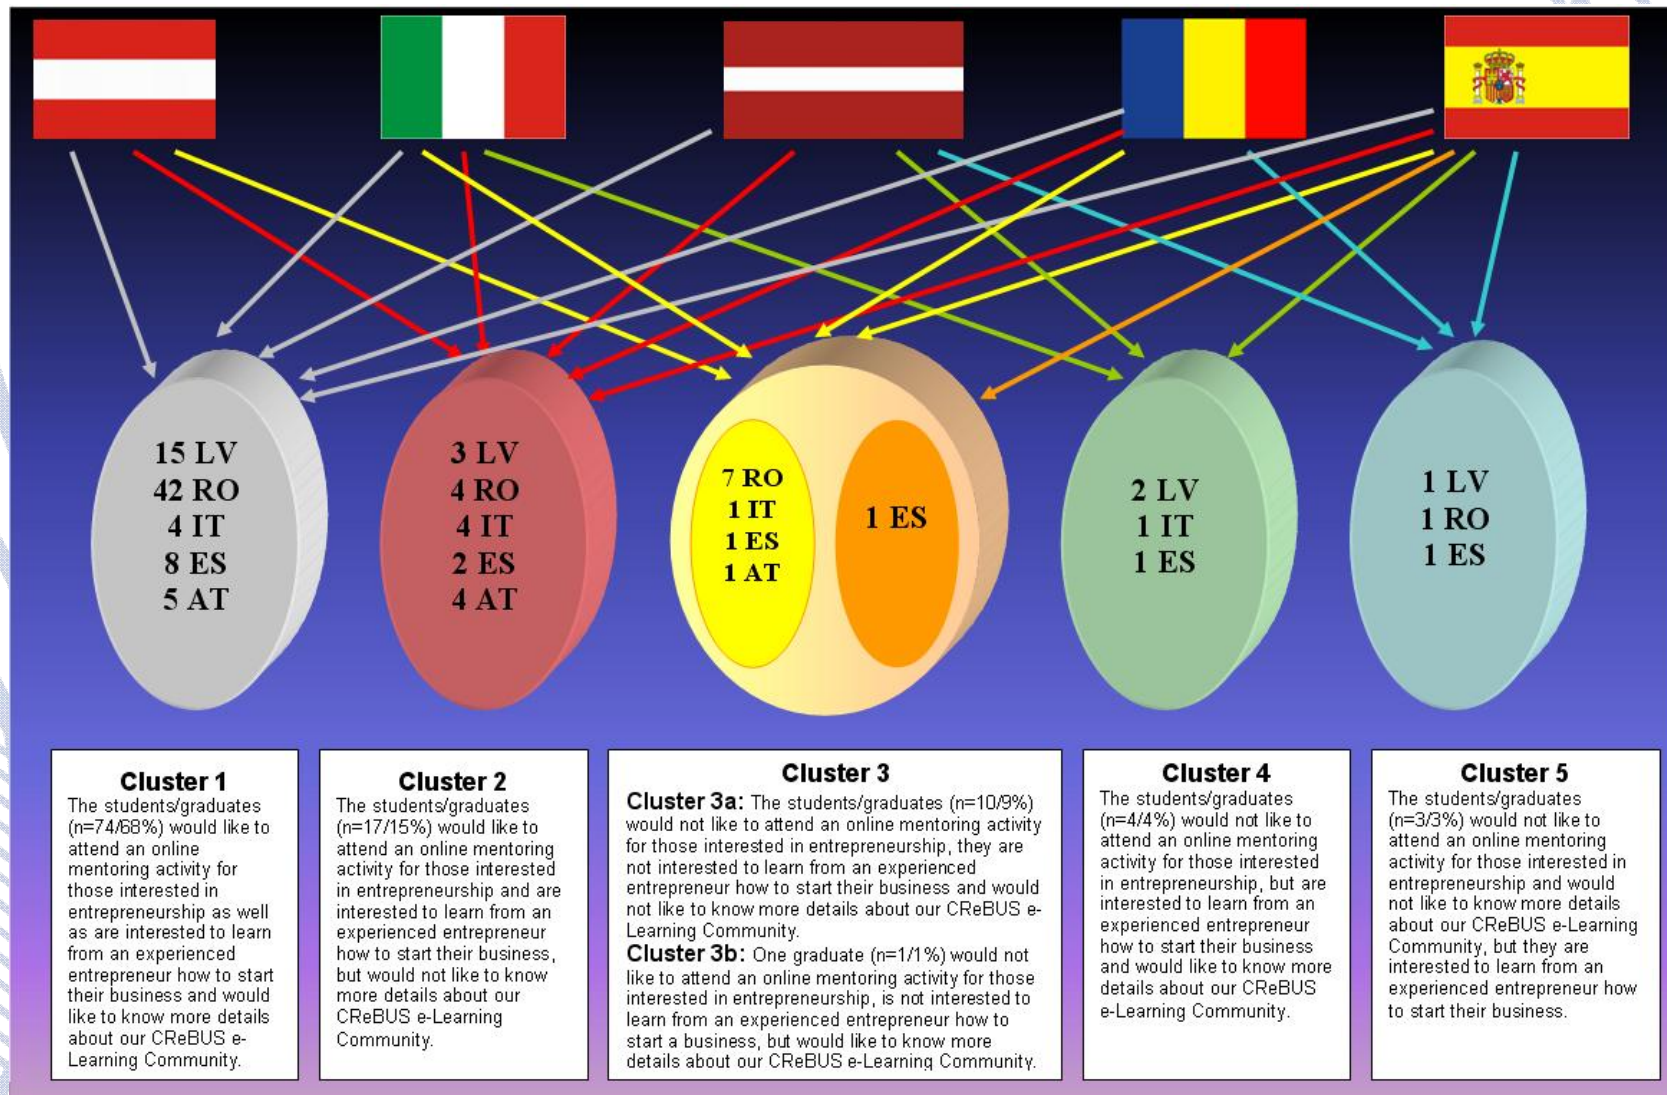 15 LV
42 RO
4 IT
8 ES
5 AT
3 LV
4 RO
4 IT
2 ES
4 AT
7 RO
1 IT
1 ES
1 AT
1 ES
2 LV
1 IT
1 ES
1 LV
1 RO
1 ES
Cluster 1
The students/graduates
(n=74/68%) would like to
attend an online
mentoring activity for
those interested in
entrepreneurship as well
as are interested to learn
from an experienced
entrepreneur how to start
their business and would
like to know more details
about our CReBUS e-
Learning Community.
Cluster 2
The students/graduates
(n=17/15%) would like to
attend an online mentoring
activity for those interested
in entrepreneurship and are
interested to learn from an
experienced entrepreneur
how to start their business,
but would not like to know
more details about our
CReBUS e-Learning
Community.
Cluster 3
Cluster 3a: The students/graduates (n=10/9%)
would not like to attend an online mentoring activity
for those interested in entrepreneurship, they are
not interested to learn from an experienced
entrepreneur how to start their business and would
not like to know more details about our CReBUS e-
Learning Community.
Cluster 3b: One graduate (n=1/1%) would not
like to attend an online mentoring activity for those
interested in entrepreneurship, is not interested to
learn from an experienced entrepreneur how to
start a business, but would like to know more
details about our CReBUS e-Learning Community.
Cluster 4
The students/graduates
(n=4/4%) would not like to
attend an online mentoring
activity for those interested
in entrepreneurship, but are
interested to learn from an
experienced entrepreneur
how to start their business
and would like to know more
details about our CReBUS
e-Learning Community.
Cluster 5
The students/graduates
(n=3/3%) would not like to
attend an online mentoring
activity for those interested in
entrepreneurship and would
not like to know more details
about our CReBUS e-Learning
Community, but they are
interested to learn from an
experienced entrepreneur how
to start their business.